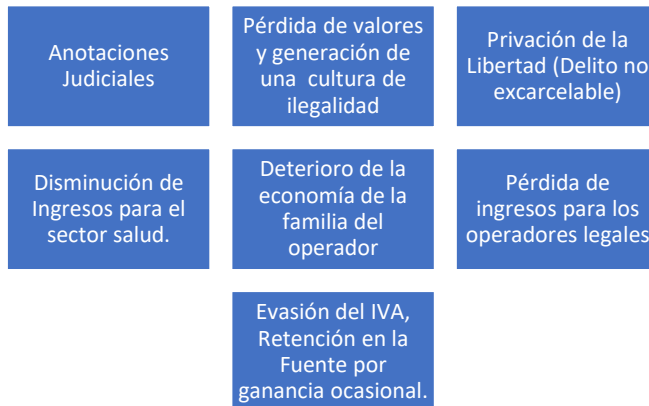 Anotaciones
Judiciales
Pérdida de valores
y generación de
una cultura de
ilegalidad
Privación de la
Libertad (Delito no
excarcelable)
Disminución de
Ingresos para el
sector salud.
Deterioro de la
economía de la
familia del
operador
Pérdida de
ingresos para los
operadores legales
Evasión del IVA,
Retención en la
Fuente por
ganancia ocasional.